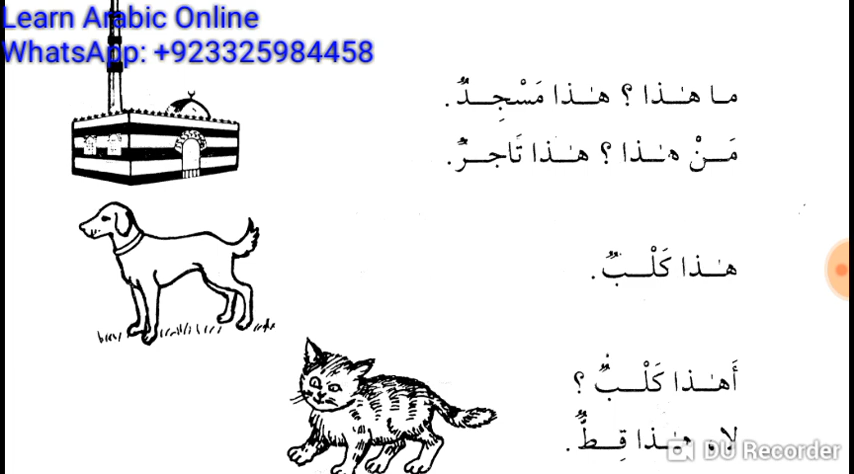 Learn Arabic Online
WhatsApp: +923325984458
ما هٰذا ؟ هٰذا مَسْجِدٌ .
مَنْ هٰذا ؟ هٰذا تَاجِرٌ.
هٰذا كَلْبٌ.
أَهٰذا كَلْبٌ ؟
لا، هٰذا قِطٌّ.
DU Recorder